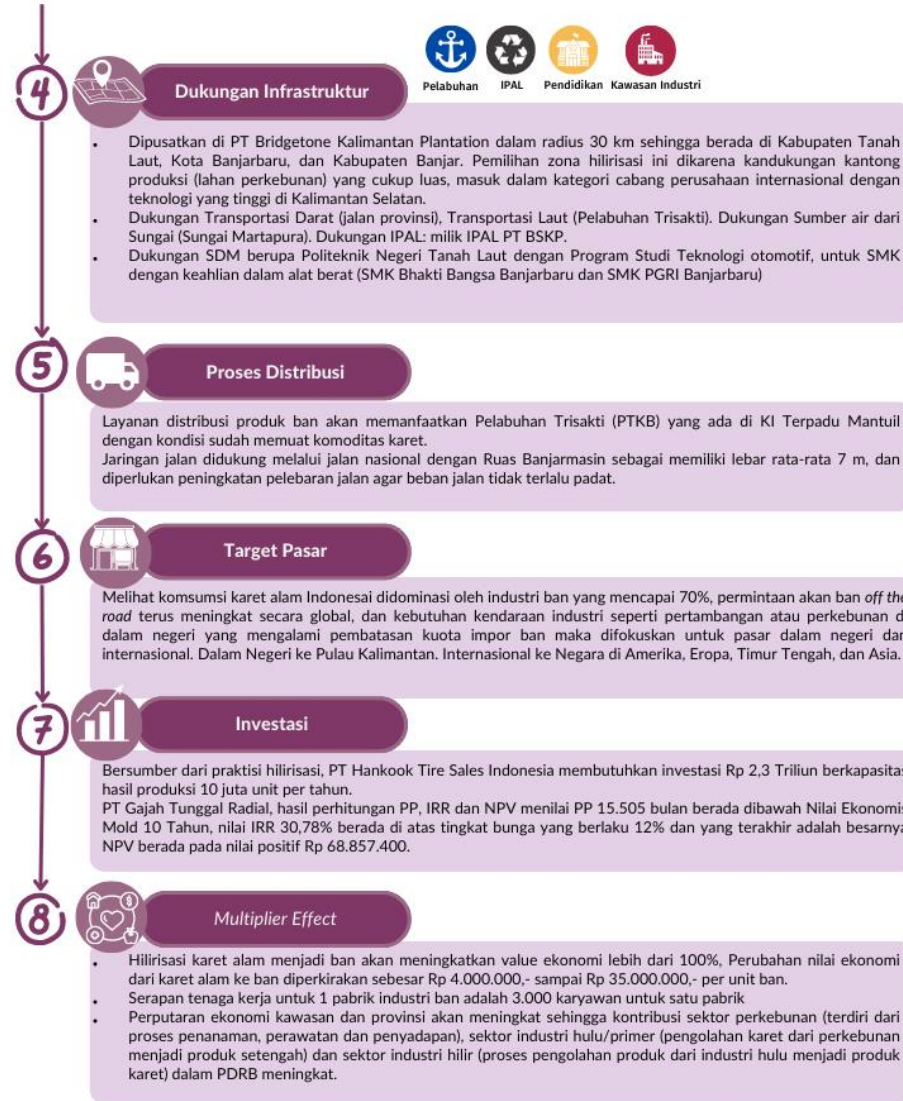 Pelabuhan IPAL Pendidikan Kawasan Industri
4
Dukungan Infrastruktur
• Dipusatkan di PT Bridgetone Kalimantan Plantation dalam radius 30 km sehingga berada di Kabupaten Tanah
Laut, Kota Banjarbaru, dan Kabupaten Banjar. Pemilihan zona hilirisasi ini dikarena kandukungan kantong
produksi (lahan perkebunan) yang cukup luas, masuk dalam kategori cabang perusahaan internasional dengan
teknologi yang tinggi di Kalimantan Selatan.
• Dukungan Transportasi Darat (jalan provinsi), Transportasi Laut (Pelabuhan Trisakti). Dukungan Sumber air dari
Sungai (Sungai Martapura). Dukungan IPAL: milik IPAL PT BSKP.
• Dukungan SDM berupa Politeknik Negeri Tanah Laut dengan Program Studi Teknologi otomotif, untuk SMK
dengan keahlian dalam alat berat (SMK Bhakti Bangsa Banjarbaru dan SMK PGRI Banjarbaru)
5
Proses Distribusi
Layanan distribusi produk ban akan memanfaatkan Pelabuhan Trisakti (PTKB) yang ada di KI Terpadu Mantuil
dengan kondisi sudah memuat komoditas karet.
Jaringan jalan didukung melalui jalan nasional dengan Ruas Banjarmasin sebagai memiliki lebar rata-rata 7 m, dan
diperlukan peningkatan pelebaran jalan agar beban jalan tidak terlalu padat.
6
Target Pasar
Melihat komsumsi karet alam Indonesai didominasi oleh industri ban yang mencapai 70%, permintaan akan ban off the
road terus meningkat secara global, dan kebutuhan kendaraan industri seperti pertambangan atau perkebunan d
dalam negeri yang mengalami pembatasan kuota impor ban maka difokuskan untuk pasar dalam negeri dan
internasional. Dalam Negeri ke Pulau Kalimantan. Internasional ke Negara di Amerika, Eropa, Timur Tengah, dan Asia.
7
Investasi
Bersumber dari praktisi hilirisasi, PT Hankook Tire Sales Indonesia membutuhkan investasi Rp 2,3 Triliun berkapasitas
hasil produksi 10 juta unit per tahun.
PT Gajah Tunggal Radial, hasil perhitungan PP, IRR dan NPV menilai PP 15.505 bulan berada dibawah Nilai Ekonomis
Mold 10 Tahun, nilai IRR 30,78% berada di atas tingkat bunga yang berlaku 12% dan yang terakhir adalah besarnya
NPV berada pada nilai positif Rp 68.857.400.
8
Multiplier Effect
• Hilirisasi karet alam menjadi ban akan meningkatkan value ekonomi lebih dari 100%, Perubahan nilai ekonomi
dari karet alam ke ban diperkirakan sebesar Rp 4.000.000,- sampai Rp 35.000.000,- per unit ban.
• Serapan tenaga kerja untuk 1 pabrik industri ban adalah 3.000 karyawan untuk satu pabrik
• Perputaran ekonomi kawasan dan provinsi akan meningkat sehingga kontribusi sektor perkebunan (terdiri dari
proses penanaman, perawatan dan penyadapan), sektor industri hulu/primer (pengolahan karet dari perkebunan
menjadi produk setengah) dan sektor industri hilir (proses pengolahan produk dari industri hulu menjadi produk
karet) dalam PDRB meningkat.